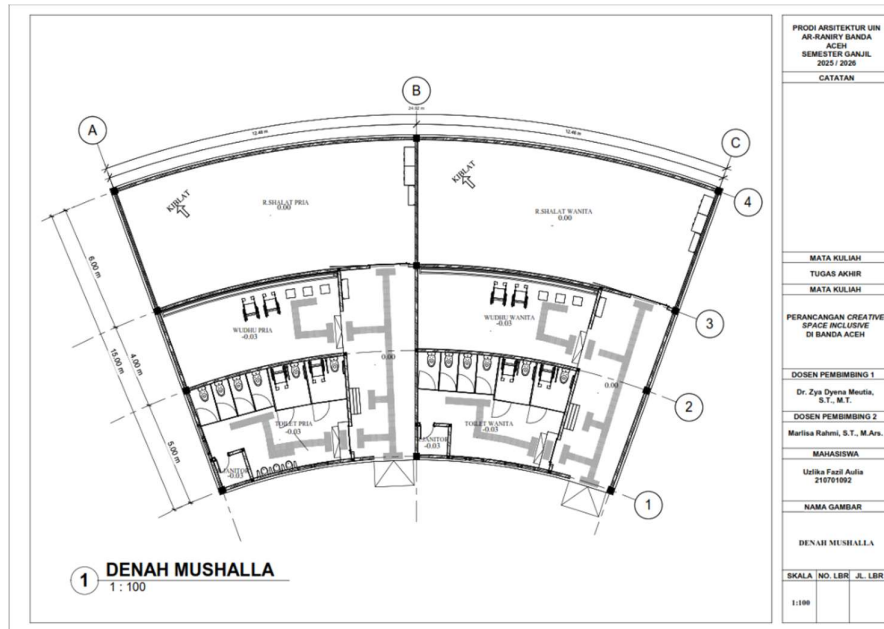 PRODI ARSITEKTUR UIN
AR-RANIRY BANDA
ACEH
SEMESTER GANJIL
2025 / 2026
CATATAN
MATA KULIAH
TUGAS AKHIR
MATA KULIAH
PERANCANGAN CREATIVE
SPACE INCLUSIVE
DI BANDA ACEH
DOSEN PEMBIMBING 1
Dr. Zya Dyena Meutia,
S.T., M.T.
DOSEN PEMBIMBING 2
Marlisa Rahmi, S.T., M.Ars.
MAHASISWA
Uzlika Fazil Aulia
210701092
NAMA GAMBAR
DENAH MUSHALLA
SKALA NO. LBR JL. LBR
1:100
A
B
C
12.46 m
12.46 m
4
3
2
1
6.00 m
15.00 m
4.00 m
5.00 m
KIBLAT
R.SHALAT PRIA
0.00
KIBLAT
R.SHALAT WANITA
0.00
WUDHU PRIA
-0.03
WUDHU WANITA
-0.03
0.00
0.00
TOILET PRIA
-0.03
TOILET WANITA
-0.03
JANITOR
-0.03
JANITOR
-0.03
1 DENAH MUSHALLA
1 : 100